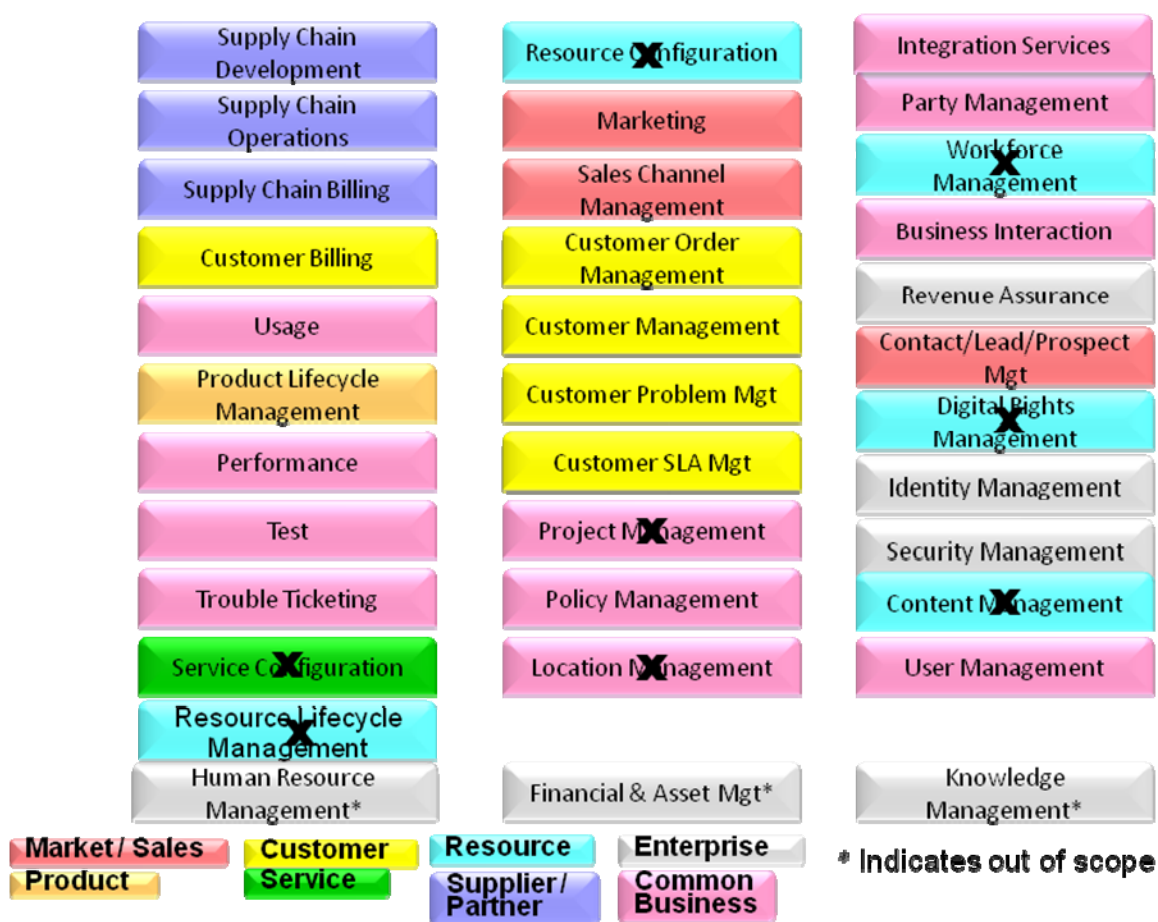 Supply Chain
Development
Supply Chain
Operations
Supply Chain Billing
Customer Billing
Usage
Product Lifecycle
Management
Performance
Test
Trouble Ticketing
Service Configuration
Resource Lifecycle
Management
Human Resource
Management*
Resource Configuration
Marketing
Sales Channel
Management
Customer Order
Management
Customer Management
Customer Problem Mgt
Customer SLA Mgt
Project Management
Policy Management
Location Management
Financial & Asset Mgt*
Integration Services
Party Management
Workforce
Management
Business Interaction
Revenue Assurance
Contact/Lead/Prospect
Mgt
Digital Rights
Management
Identity Management
Security Management
Content Management
User Management
Knowledge
Management*
Market / Sales
Product
Customer
Service
Resource
Supplier /
Partner
Enterprise
Common
Business
* Indicates out of scope